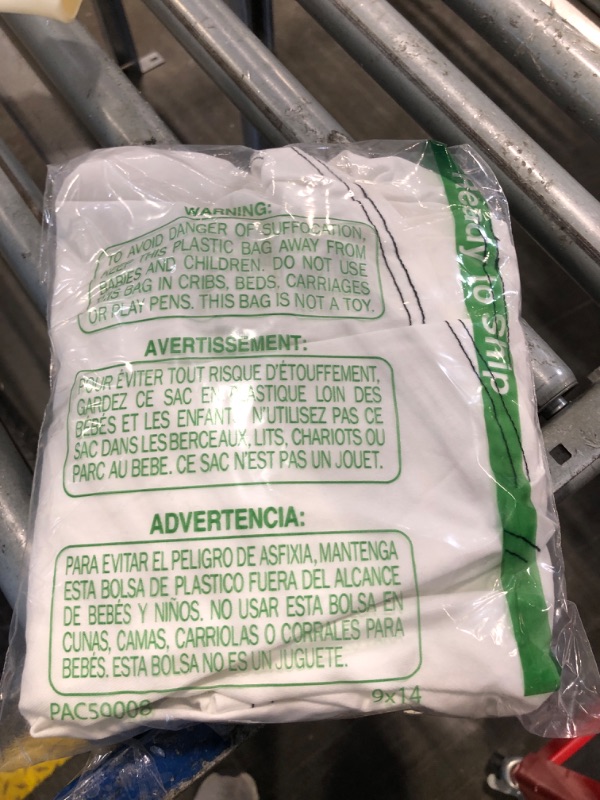 WARNING:
TO AVOID DANGER OF SUFFOCATION,
KEEP THIS PLASTIC BAG AWAY FROM
BABIES AND CHILDREN. DO NOT USE
THIS BAG IN CRIBS, BEDS, CARRIAGES
OR PLAY PENS. THIS BAG IS NOT A TOY.
AVERTISSEMENT:
POUR ÉVITER TOUT RISQUE D'ÉTOUFFEMENT,
GARDEZ CE SAC EN PLASTIQUE LOIN DES
BÉBÉS ET LES ENFANT N'UTILISEZ PAS CE
SAC DANS LES BERCEAUX, LITS, CHARIOTS OU
PARC AU BEBE. CE SAC N'EST PAS UN JOUET.
ADVERTENCIA:
PARA EVITAR EL PELIGRO DE ASFIXIA, MANTENGA
ESTA BOLSA DE PLASTICO FUERA DEL ALCANCE
DE BEBÉS Y NIÑOS. NO USAR ESTA BOLSA EN
CUNAS, CAMAS, CARRIOLAS O CORRALES PARA
BEBÉS. ESTA BOLSA NO ES UN JUGUETE.
PAC50008 9x14
ready to ship